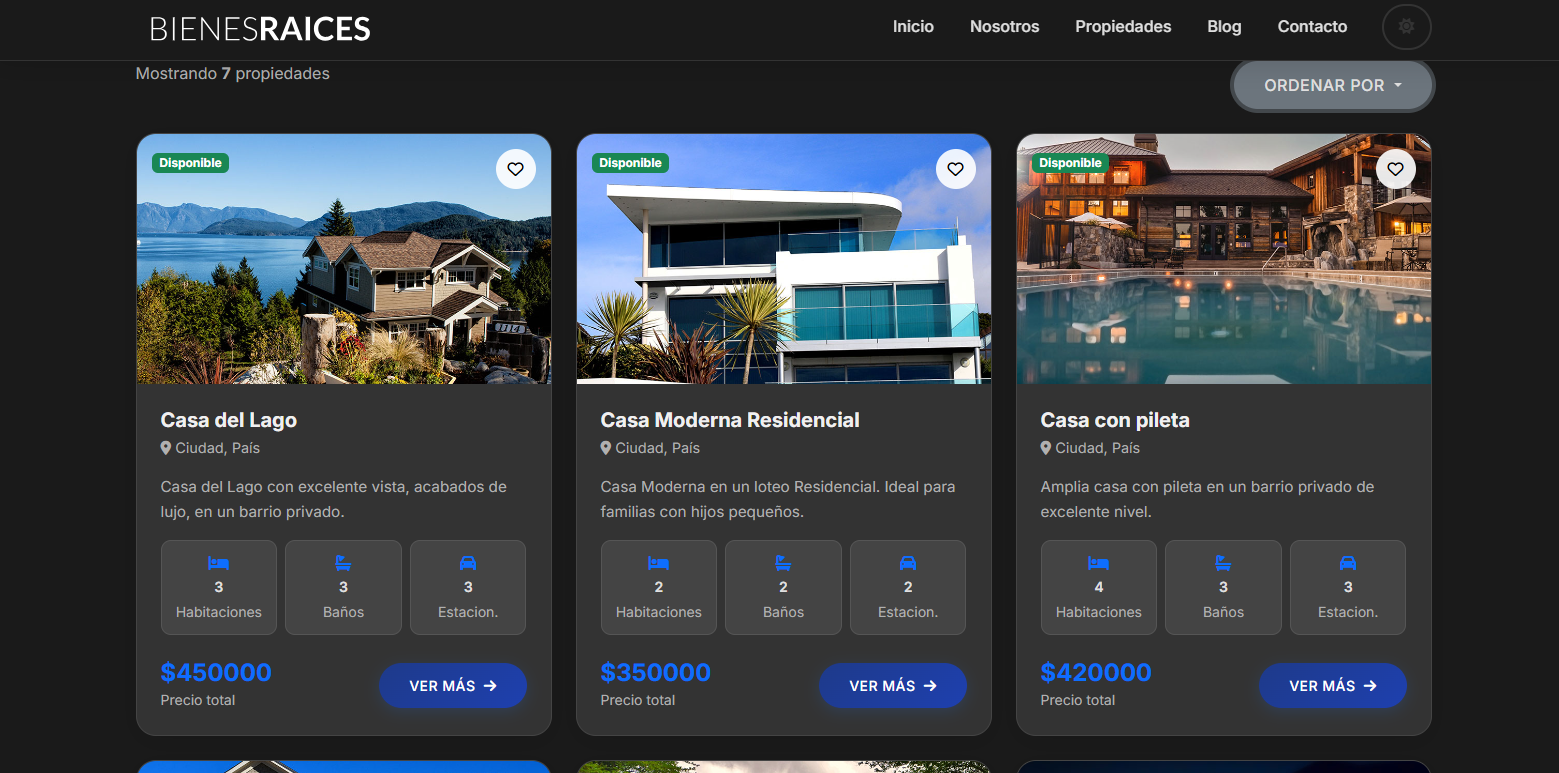 BIENESRAICES
Inicio Nosotros Propiedades Blog Contacto
Mostrando 7 propiedades
ORDENAR POR
Disponible
Disponible
Disponible
1114
Casa del Lago
Ciudad, País
Casa del Lago con excelente vista, acabados de
lujo, en un barrio privado.
3
Habitaciones
3
Baños
3
Estacion.
$450000
Precio total
VER MÁS
Casa Moderna Residencial
Ciudad, País
Casa Moderna en un loteo Residencial. Ideal para
familias con hijos pequeños.
2
Habitaciones
2
Baños
2
Estacion.
$350000
Precio total
VER MÁS
Casa con pileta
Ciudad, País
Amplia casa con pileta en un barrio privado de
excelente nivel.
4
Habitaciones
3
Baños
3
Estacion.
$420000
Precio total
VER MÁS